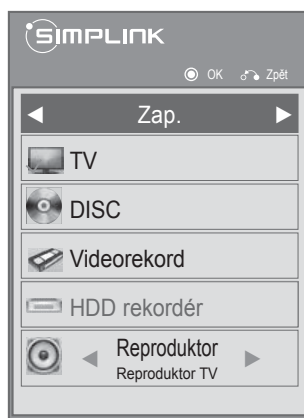 SIMPLINK
OK Zpět
Zap.
TV
DISC
Videorekord
HDD rekordér
Reproduktor
Reproduktor TV